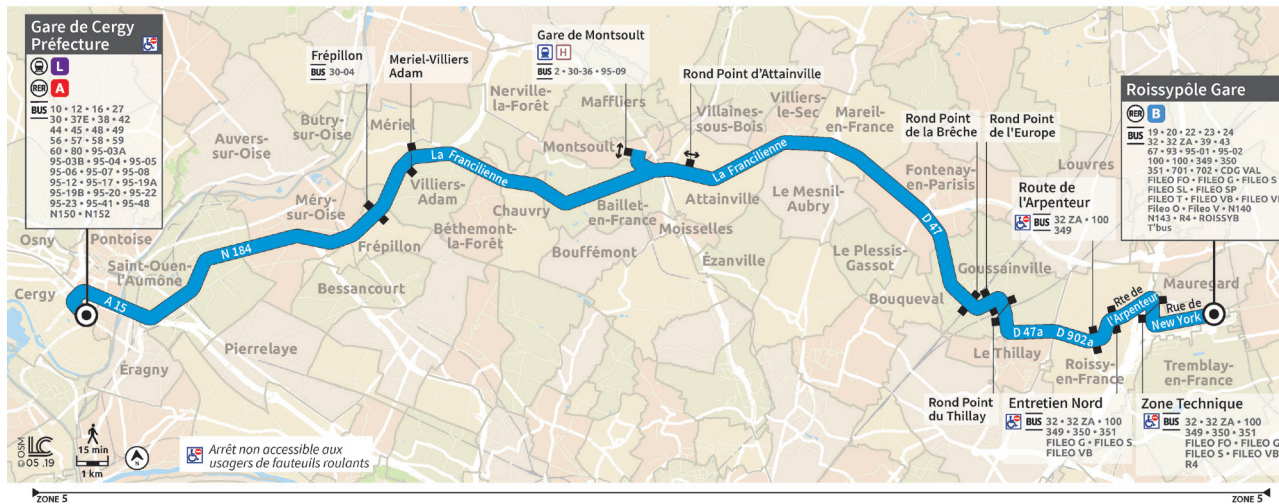 Gare de Cergy
Préfecture
L
RER A
BUS 10 • 12 • 16 • 27
30 • 37E • 38 • 42
44 • 45 • 48 • 49
56 • 57 • 58 • 59
60 • 80 • 95-03A
95-03B • 95-04 • 95-05
95-06 • 95-07 • 95-08
95-12 • 95-17 • 95-19A
95-19B • 95-20 • 95-22
95-23 • 95-41 • 95-48
N150 • N152
Frépillon
BUS 30-04
Meriel-Villiers
Adam
Gare de Montsoult
H
BUS 2 • 30-36 • 95-09
Rond Point d'Attainville
Rond Point
de la Brêche
Rond Point
de l'Europe
Route de
l'Arpenteur
BUS 32 ZA • 100
349
Roissypôle Gare
RER B
BUS 19 • 20 • 22 • 23 • 24
32 • 32 ZA • 39 • 43
67 • 93 • 95-01 • 95-02
100 • 100 • 349 • 350
351 • 701 • 702 • CDG VAL
FILEO FO • FILEO G • FILEO S
FILEO SL • FILEO SP
FILEO T • FILEO VB • FILEO VE
Fileo O • Fileo V • N140
N143 • R4 • ROISSYB
T'bus
Nerville-
la-Forêt
Maffliers
Villaines-
sous-Bois
Villiers-
le-Sec
Mareil-
en-France
Butry-
sur-Oise
Mériel
Auvers-
sur-Oise
Montsoult
La Francilienne
La Francilienne
Louvres
Fontenay-
en-Parisis
Villiers-
Adam
Chauvry
Baillet-
en-France
Attainville
Le Mesnil-
Aubry
Méry-
sur-Oise
Béthemont-
la-Forêt
Moisselles
D 47
Osny
Pontoise
N 184
Frépillon
Bouffémont
Ézanville
Le Plessis-
Gassot
Goussainville
Saint-Ouen-
l'Aumône
Bessancourt
Bouqueval
Mauregard
Cergy
A 15
Rte de
l'Arpenteur
Rue de
New York
D 47a
D 902a
Pierrelaye
Éragny
Le Thillay
Roissy-
en-France
Tremblay-
en-France
Rond Point
du Thillay
Entretien Nord
BUS 32 • 32 ZA • 100
349 • 350 • 351
FILEO G • FILEO S
FILEO VB
Zone Technique
BUS 32 • 32 ZA • 100
349 • 350 • 351
FILEO FO • FILEO G
FILEO S • FILEO VB
R4
© OSM
LC
05 .19
15 min
1 km
N
Arrêt non accessible aux
usagers de fauteuils roulants
ZONE 5
ZONE 5